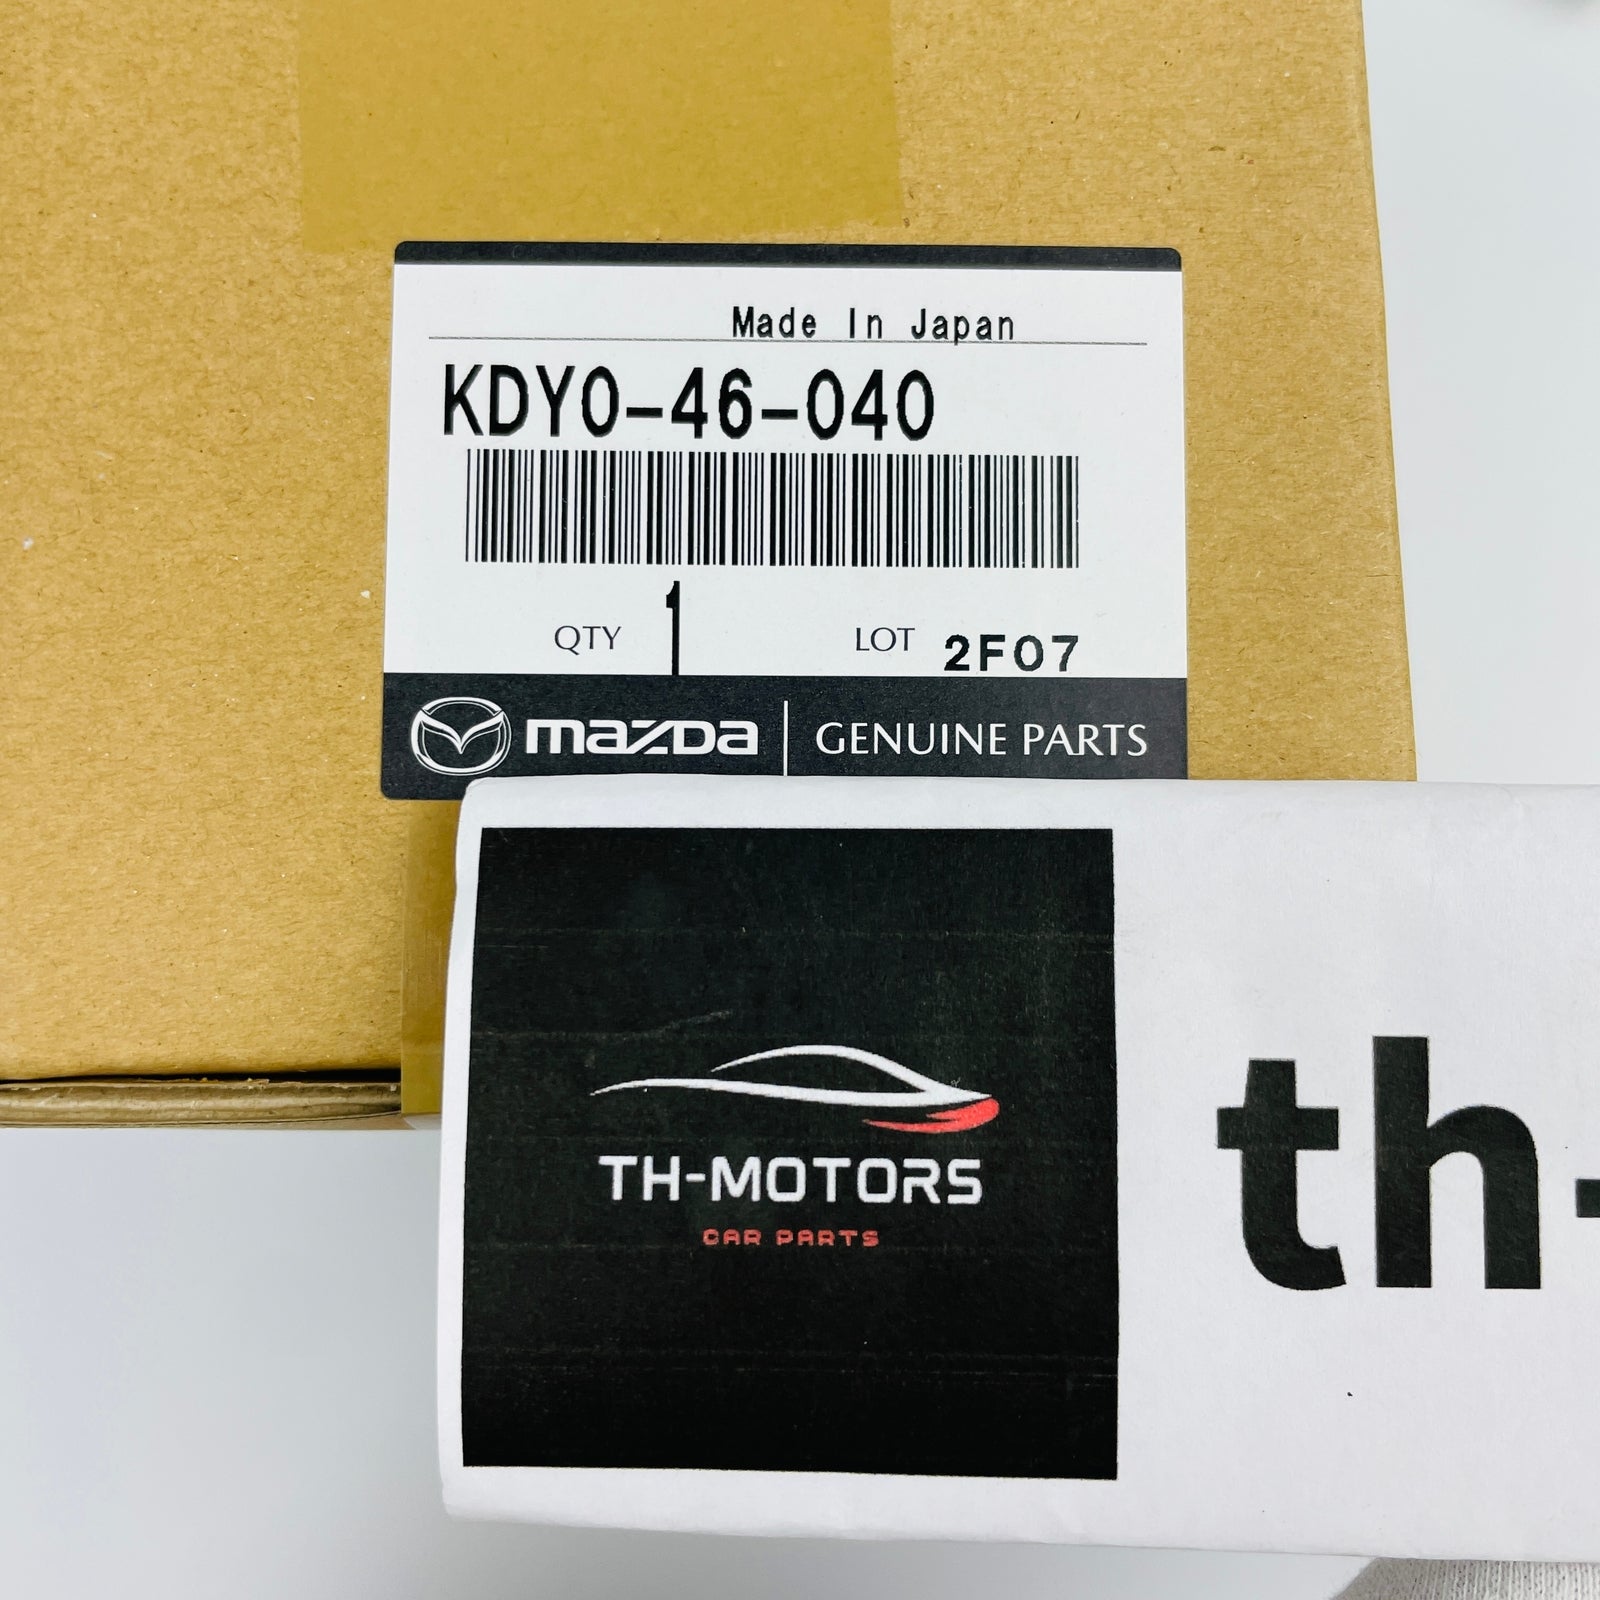 Made In Japan
KDY0-46-040
QTY 1 LOT 2F07
mazda GENUINE PARTS
TH-MOTORS
CAR PARTS
th-